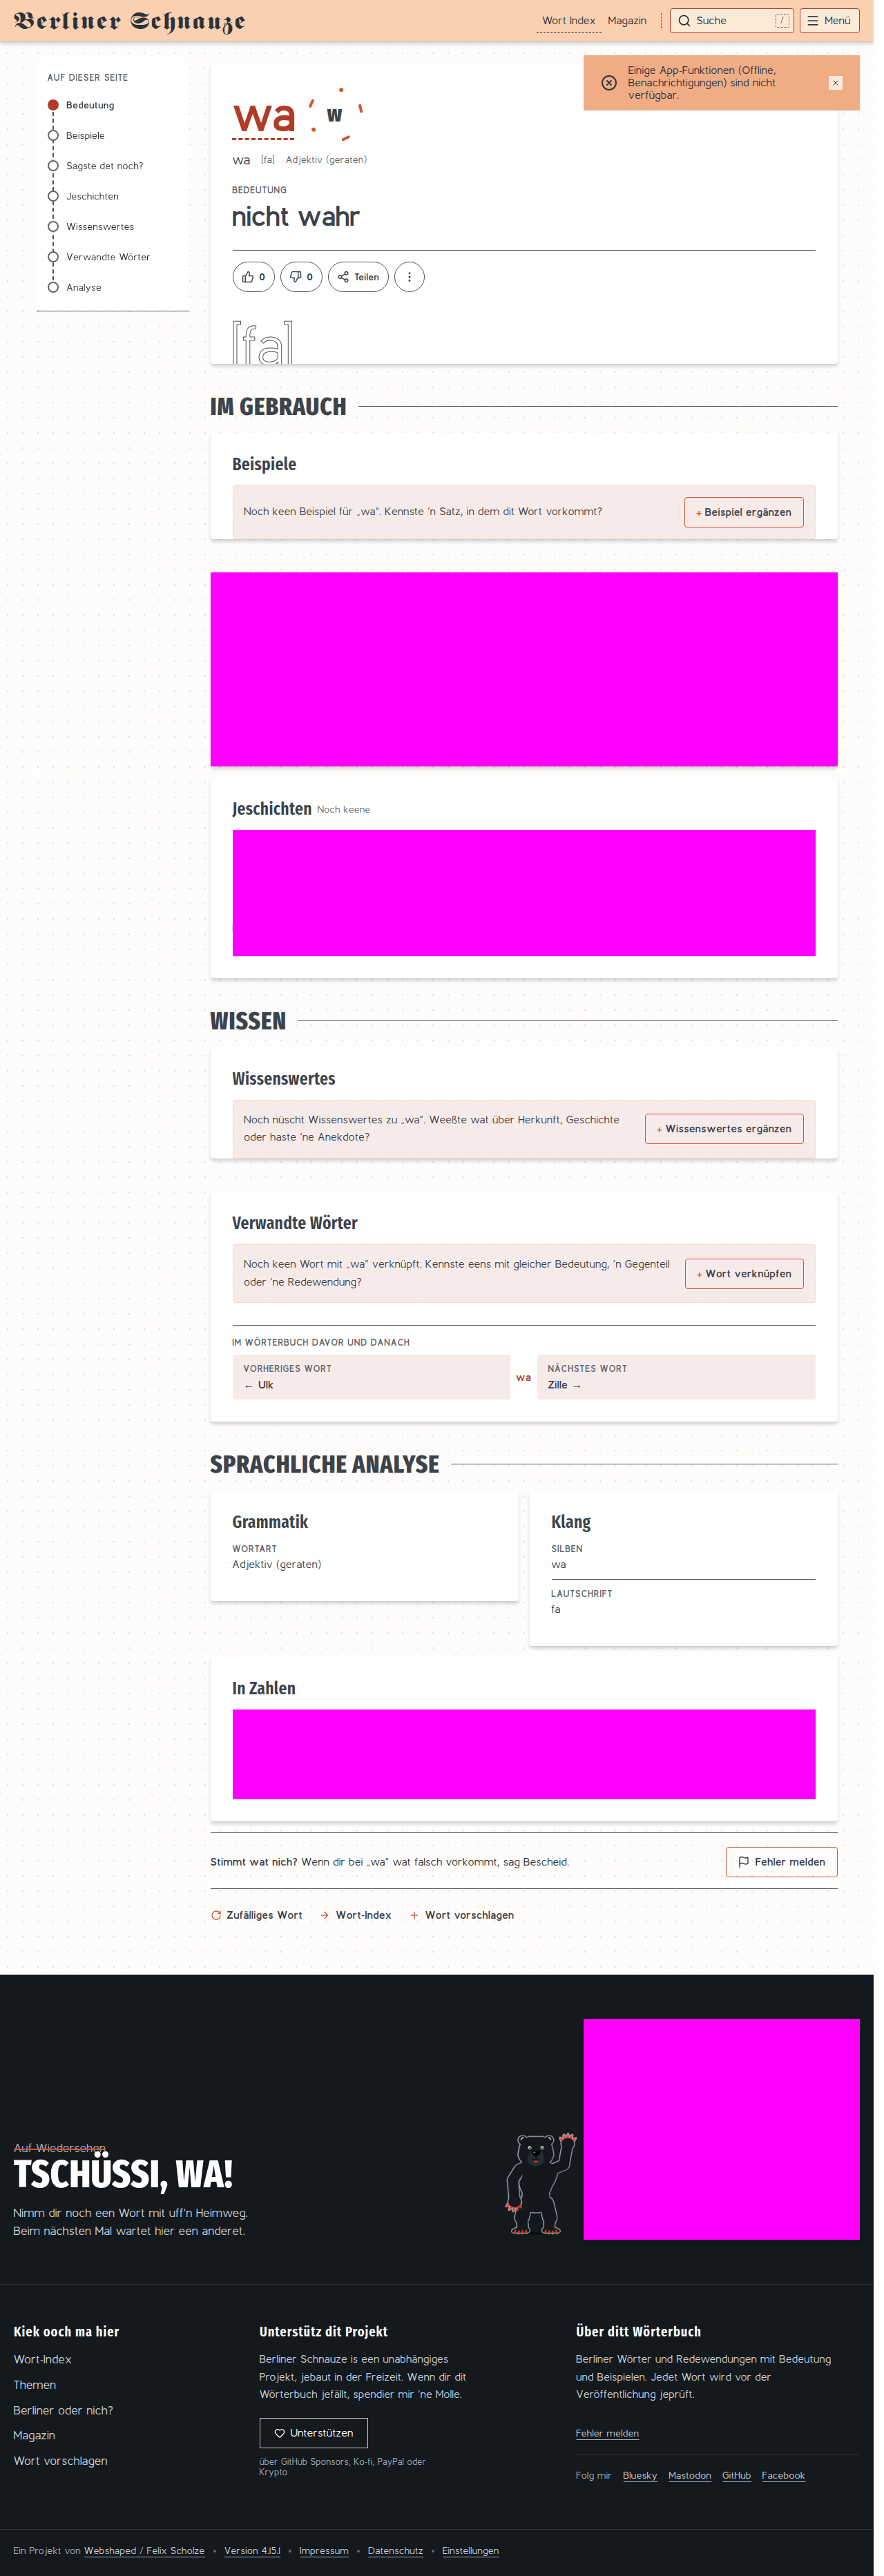 Berliner Schnauze
Wort Index
Magazin
Suche
/
Menü
Einige App-Funktionen (Offline,
Benachrichtigungen) sind nicht
verfügbar.
AUF DIESER SEITE
Bedeutung
Beispiele
Sagste det noch?
Jeschichten
Wissenswertes
Verwandte Wörter
Analyse
wa
w
wa [fa] Adjektiv (geraten)
BEDEUTUNG
nicht wahr
0
0
Teilen
[fa]
IM GEBRAUCH
Beispiele
Noch keen Beispiel für „wa“. Kennste ’n Satz, in dem dit Wort vorkommt?
+ Beispiel ergänzen
Jeschichten Noch keene
WISSEN
Wissenswertes
Noch nüscht Wissenswertes zu „wa“. Weeßte wat über Herkunft, Geschichte
oder haste ’ne Anekdote?
+ Wissenswertes ergänzen
Verwandte Wörter
Noch keen Wort mit „wa“ verknüpft. Kennste eens mit gleicher Bedeutung, ’n Gegenteil
oder ’ne Redewendung?
+ Wort verknüpfen
IM WÖRTERBUCH DAVOR UND DANACH
VORHERIGES WORT
← Ulk
wa
NÄCHSTES WORT
Zille →
SPRACHLICHE ANALYSE
Grammatik
WORTART
Adjektiv (geraten)
Klang
SILBEN
wa
LAUTSCHRIFT
fa
In Zahlen
Stimmt wat nich? Wenn dir bei „wa“ wat falsch vorkommt, sag Bescheid.
Fehler melden
Zufälliges Wort
→ Wort-Index
+ Wort vorschlagen
Auf Wiedersehen
TSCHÜSSI, WA!
Nimm dir noch een Wort mit uff’n Heimweg.
Beim nächsten Mal wartet hier een anderet.
Kiek ooch ma hier
Wort-Index
Themen
Berliner oder nich?
Magazin
Wort vorschlagen
Unterstütz dit Projekt
Berliner Schnauze is een unabhängiges
Projekt, jebaut in der Freizeit. Wenn dir dit
Wörterbuch jefällt, spendier mir ’ne Molle.
Unterstützen
über GitHub Sponsors, Ko-fi, PayPal oder
Krypto
Über ditt Wörterbuch
Berliner Wörter und Redewendungen mit Bedeutung
und Beispielen. Jedet Wort wird vor der
Veröffentlichung jeprüft.
Fehler melden
Folg mir Bluesky Mastodon GitHub Facebook
Ein Projekt von Webshaped / Felix Scholze • Version 4.15.1 • Impressum • Datenschutz • Einstellungen